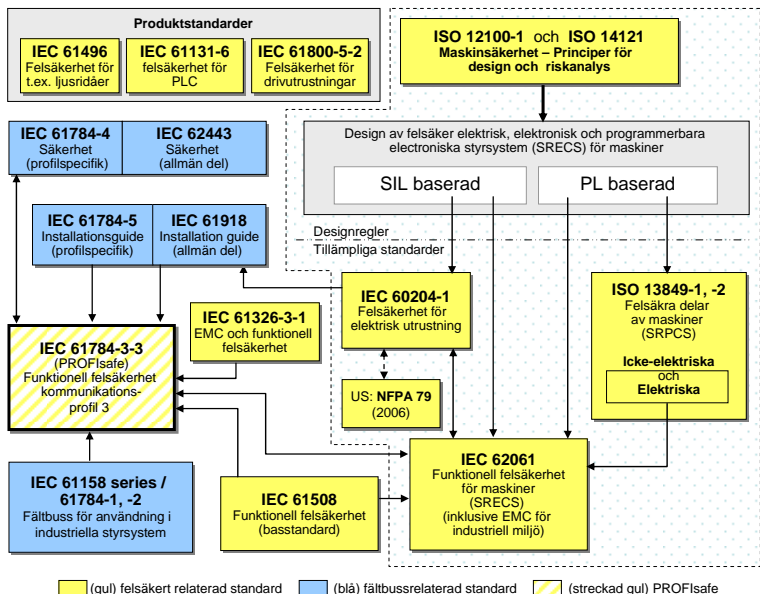 Produktstandarder
IEC 61496
Felsäkerhet för
t.ex. ljusridåer
IEC 61131-6
felsäkerhet för
PLC
IEC 61800-5-2
Felsäkerhet för
drivutrustningar
ISO 12100-1 och ISO 14121
Maskinsäkerhet – Principer för
design och riskanalys
IEC 61784-4
Säkerhet
(profilspecifik)
IEC 62443
Säkerhet
(allmän del)
Design av felsäker elektrisk, elektronisk och programmerbara
electroniska styrsystem (SRECS) för maskiner
SIL baserad
PL baserad
IEC 61784-5
Installationsguide
(profilspecifik)
IEC 61918
Installation guide
(allmän del)
Designregler
Tillämpliga standarder
IEC 60204-1
Felsäkerhet för
elektrisk utrustning
ISO 13849-1, -2
Felsäkra delar
av maskiner
(SRPCS)
Icke-elektriska
och
Elektriska
IEC 61326-3-1
EMC och funktionell
felsäkerhet
IEC 61784-3-3
(PROFIsafe)
Funktionell felsäkerhet
kommunikations-
profil 3
US: NFPA 79
(2006)
IEC 62061
Funktionell felsäkerhet
för maskiner
(SRECS)
(inklusive EMC för
industriell miljö)
IEC 61158 series /
61784-1, -2
Fältbuss för användning i
industriella styrsystem
IEC 61508
Funktionell felsäkerhet
(basstandard)
(gul) felsäkert relaterad standard
(blå) fältbussrelaterad standard
(streckad gul) PROFIsafe